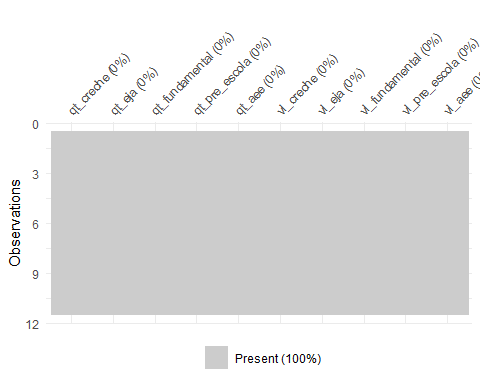 qt_creche (0%)
qt_eja (0%)
qt_fundamental (0%)
qt_pre_escola (0%)
qt_aee (0%)
vl_creche (0%)
vl_eja (0%)
vl_fundamental (0%)
vl_pre_escola (0%)
vl_aee (0%
0
3
6
9
12
Observations
Present (100%)